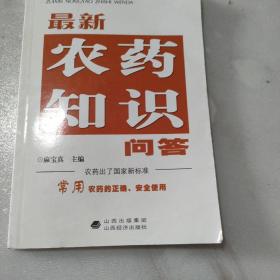 ZUIXIN NONGYAO ZHISHI WENDA
最新
农药
知识
问答
◎麻宝真 主编
农药出了国家新标准
常用 农药的正确、安全使用
山西出版集团
山西经济出版社